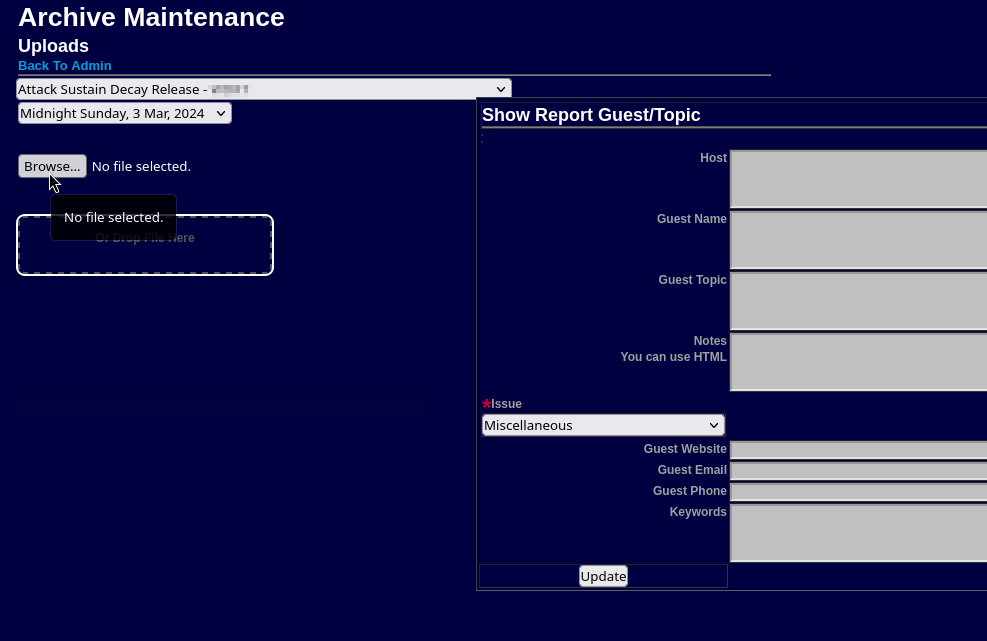 Archive Maintenance
Uploads
Back To Admin
Attack Sustain Decay Release -
Midnight Sunday, 3 Mar, 2024
Browse... No file selected.
No file selected.
Or Drop File Here
Show Report Guest/Topic
:
Host
Guest Name
Guest Topic
Notes
You can use HTML
*Issue
Miscellaneous
Guest Website
Guest Email
Guest Phone
Keywords
Update